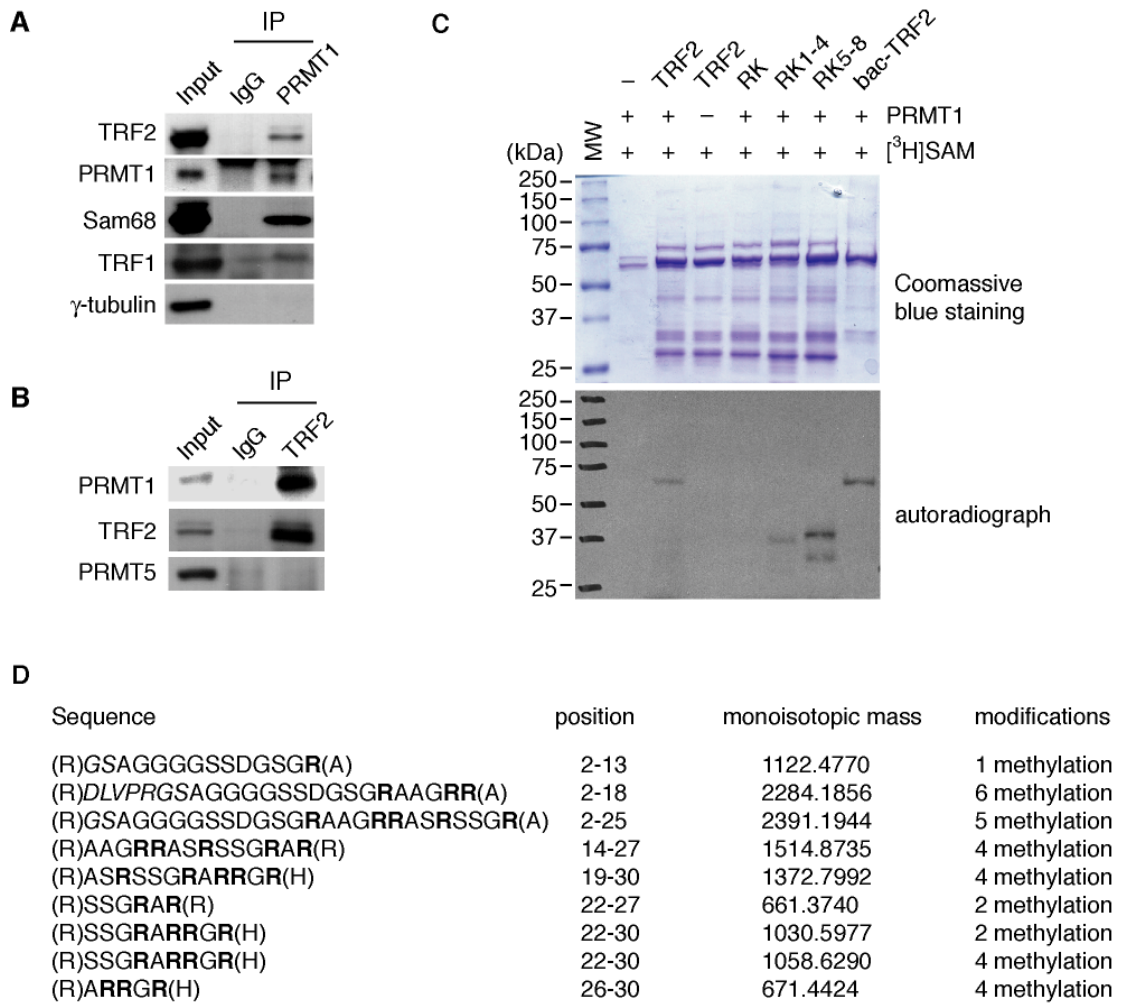 A
IP
Input IgG PRMT1
TRF2
PRMT1
Sam68
TRF1
γ-tubulin
B
IP
Input IgG TRF2
PRMT1
TRF2
PRMT5
C
– TRF2 TRF2 RK RK1-4 RK5-8 bac-TRF2
+ + – + + + + PRMT1
(kDa) MW + + + + + + + [³H]SAM
250
150
100
75
50
37
25
Coomassive
blue staining
250
150
100
75
50
37
25
autoradiograph
D
Sequence position monoisotopic mass modifications
(R)GSAGGGGSSDGSGR(A) 2-13 1122.4770 1 methylation
(R)DLVPRGSAGGGGSSDGSGRAAGRR(A) 2-18 2284.1856 6 methylation
(R)GSAGGGGSSDGSGRAAGRRASRSSGR(A) 2-25 2391.1944 5 methylation
(R)AAGRRASRSSGRAR(R) 14-27 1514.8735 4 methylation
(R)ASRSSGRARRGR(H) 19-30 1372.7992 4 methylation
(R)SSGRAR(R) 22-27 661.3740 2 methylation
(R)SSGRARRGR(H) 22-30 1030.5977 2 methylation
(R)SSGRARRGR(H) 22-30 1058.6290 4 methylation
(R)ARRGR(H) 26-30 671.4424 4 methylation